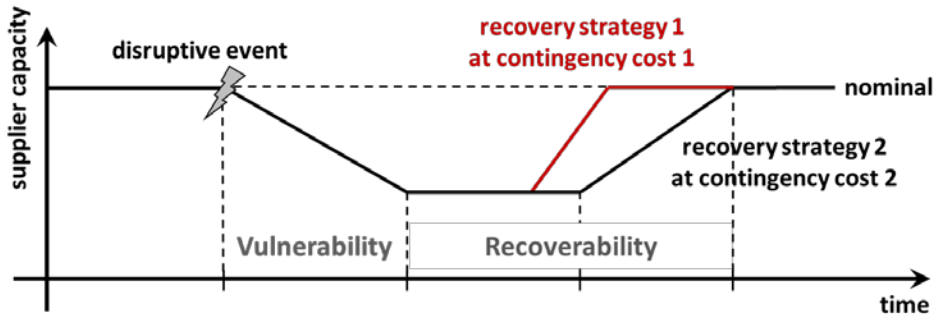 recovery strategy 1
at contingency cost 1
disruptive event
nominal
supplier capacity
recovery strategy 2
at contingency cost 2
Vulnerability
Recoverability
time